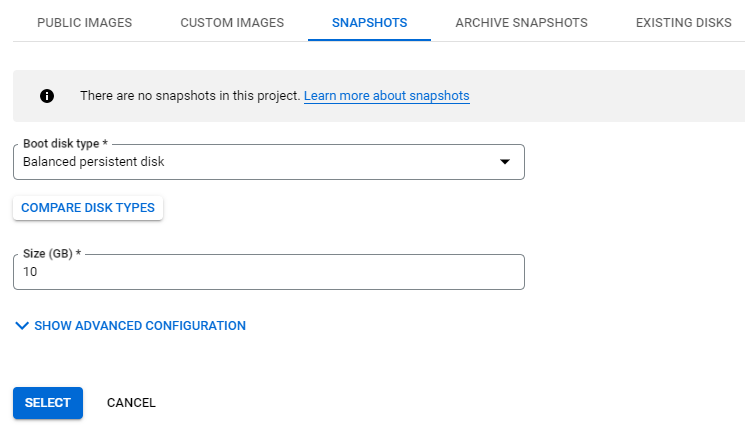 PUBLIC IMAGES CUSTOM IMAGES SNAPSHOTS ARCHIVE SNAPSHOTS EXISTING DISKS
There are no snapshots in this project. Learn more about snapshots
Boot disk type *
Balanced persistent disk
COMPARE DISK TYPES
Size (GB) *
10
SHOW ADVANCED CONFIGURATION
SELECT CANCEL